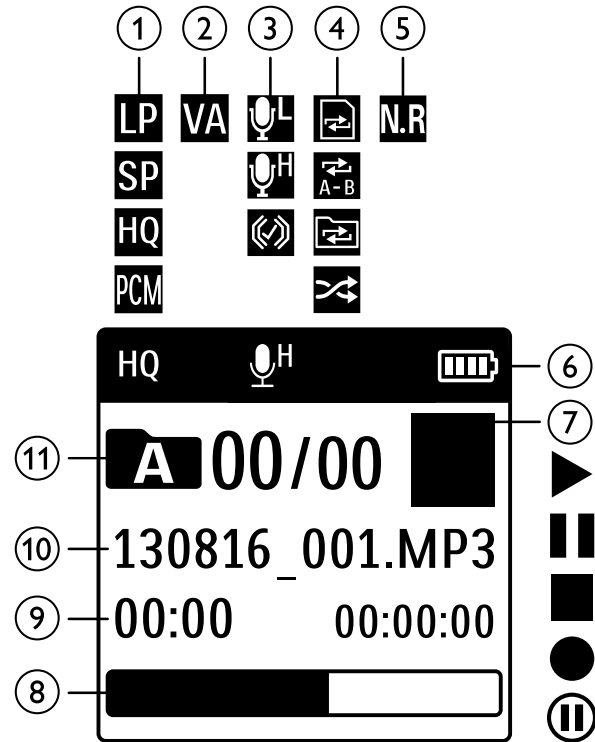 1 2 3 4 5
LP VA L N.R
SP H A-B
HQ
PCM
HQ H 6
7
11 A 00/00
10 130816_001.MP3
9 00:00 00:00:00
8